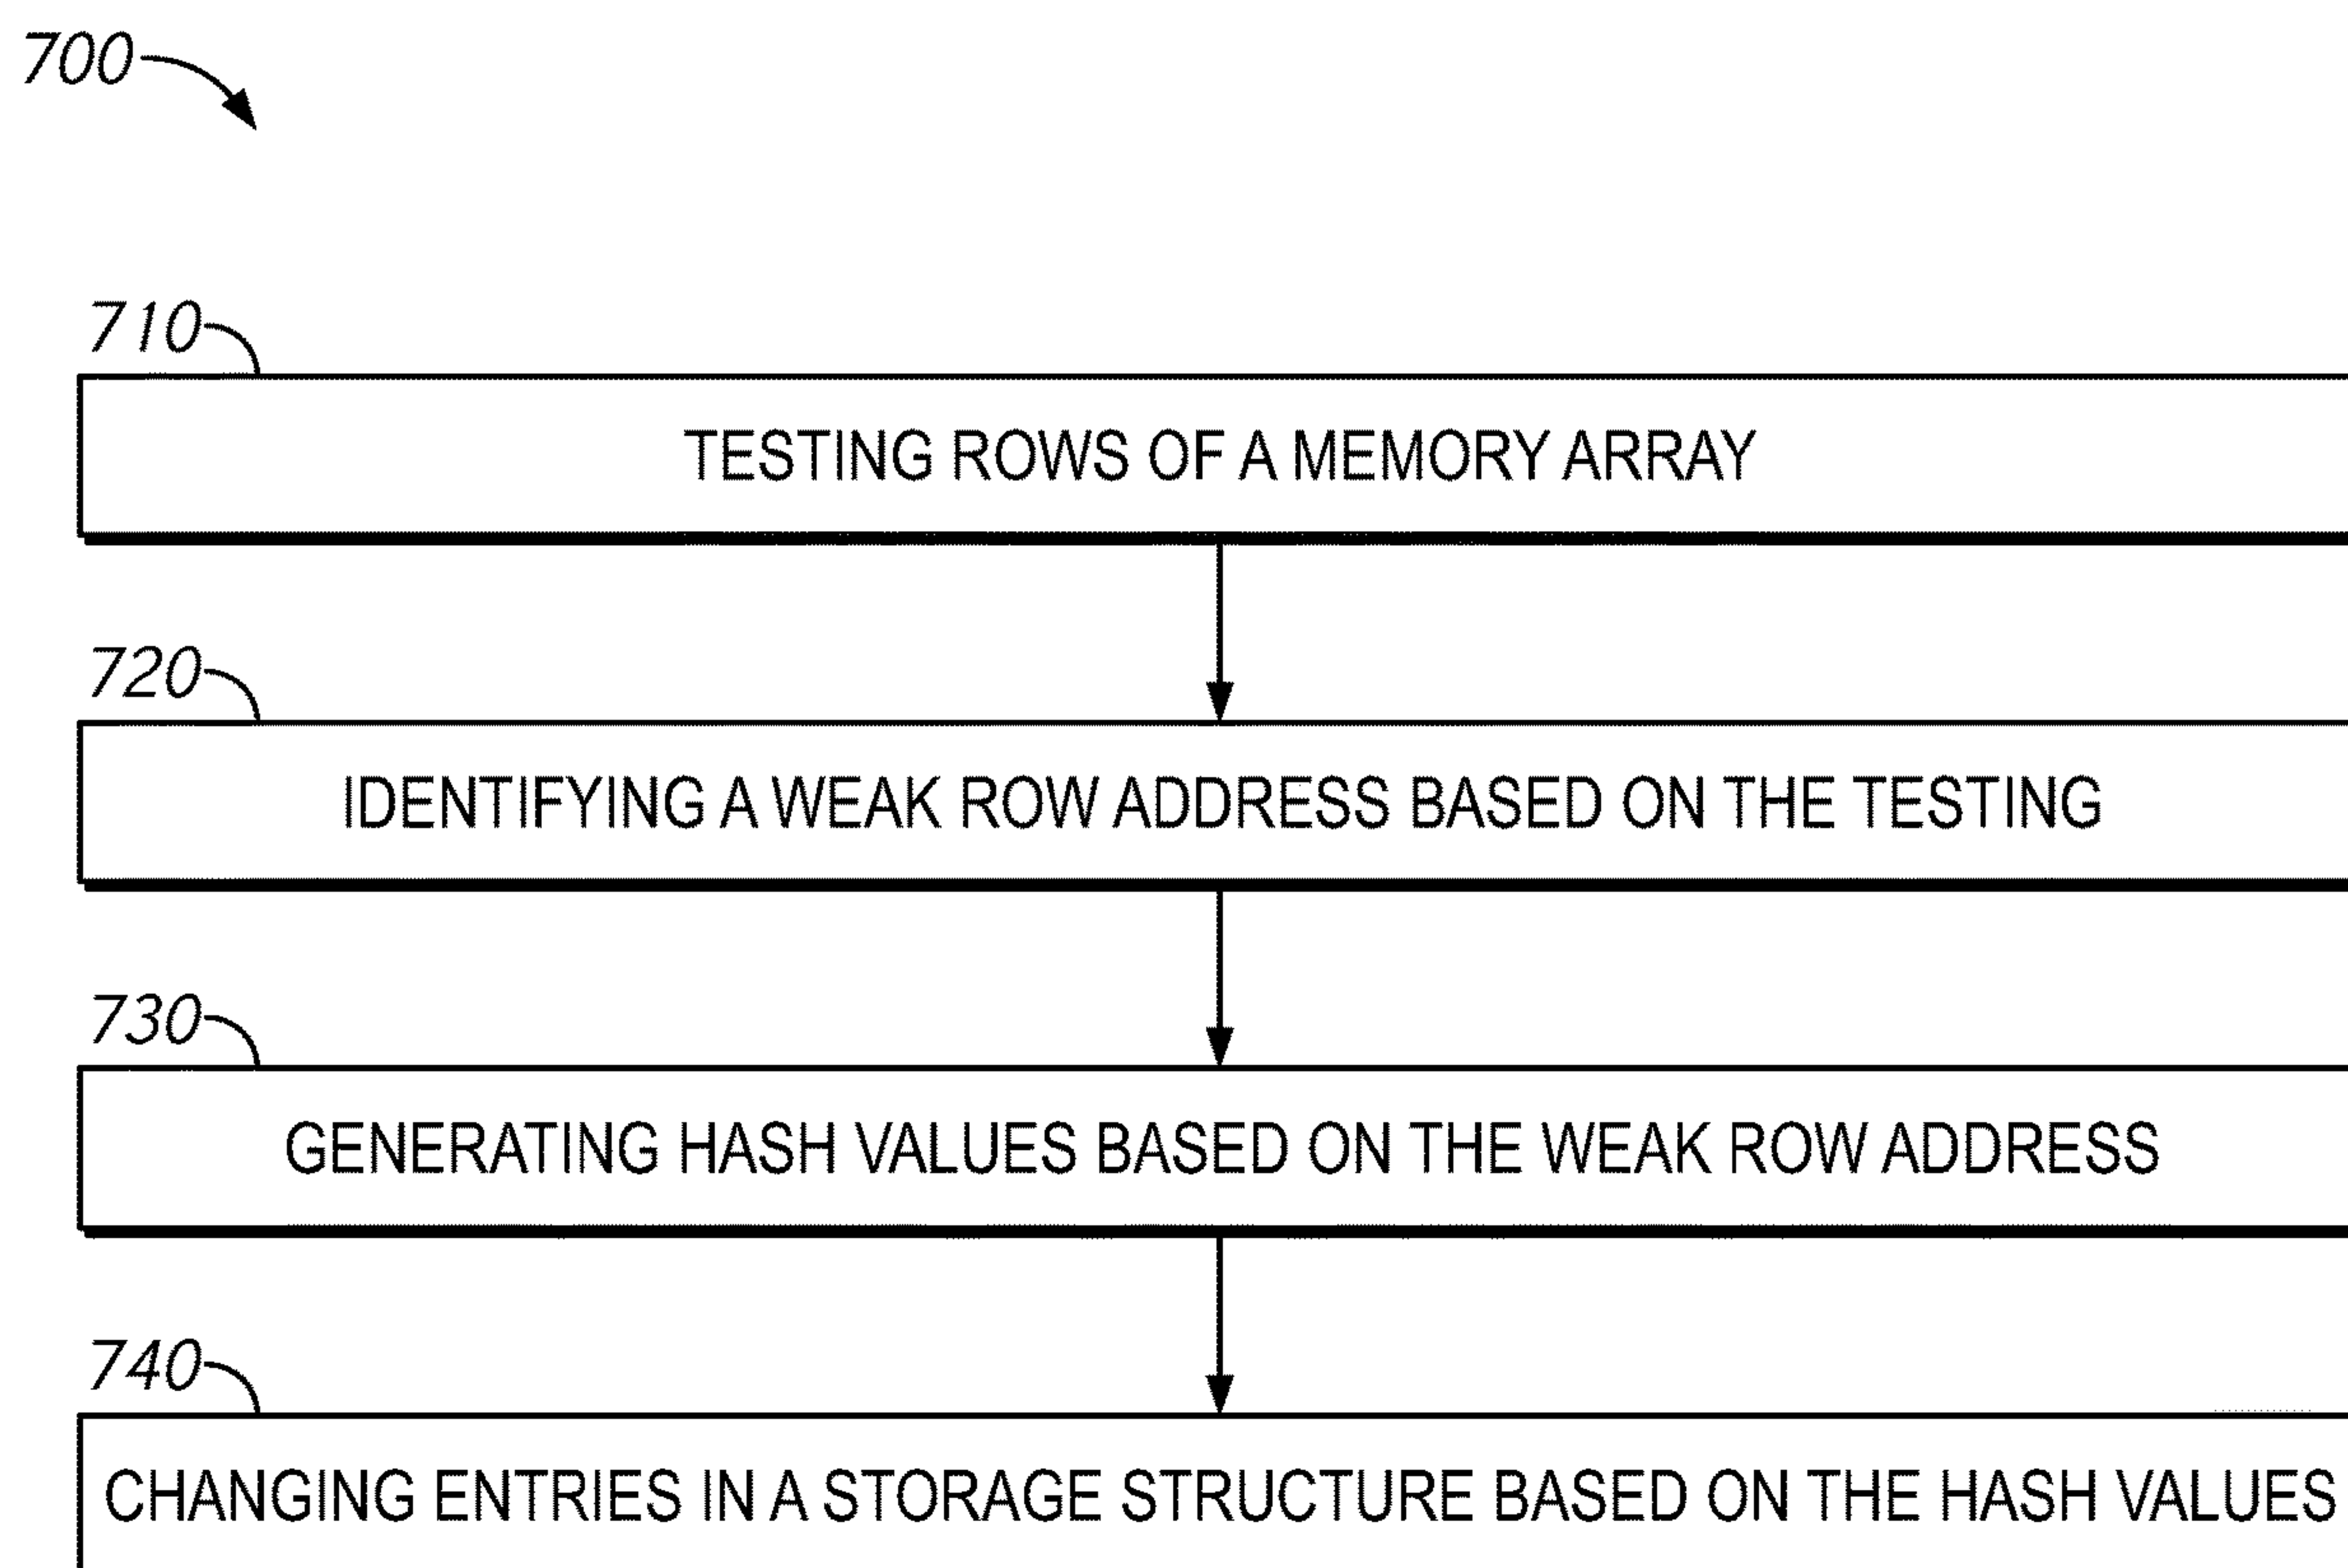 700
710
TESTING ROWS OF A MEMORY ARRAY
720
IDENTIFYING A WEAK ROW ADDRESS BASED ON THE TESTING
730
GENERATING HASH VALUES BASED ON THE WEAK ROW ADDRESS
740
CHANGING ENTRIES IN A STORAGE STRUCTURE BASED ON THE HASH VALUES